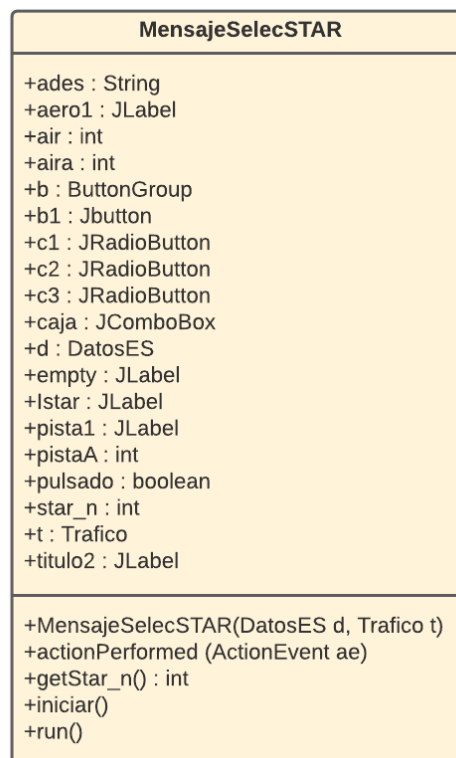 MensajeSelecSTAR
+ades : String
+aero1 : JLabel
+air : int
+aira : int
+b : ButtonGroup
+b1 : Jbutton
+c1 : JRadioButton
+c2 : JRadioButton
+c3 : JRadioButton
+caja : JComboBox
+d : DatosES
+empty : JLabel
+lstar : JLabel
+pista1 : JLabel
+pistaA : int
+pulsado : boolean
+star_n : int
+t : Trafico
+titulo2 : JLabel
+MensajeSelecSTAR(DatosES d, Trafico t)
+actionPerformed (ActionEvent ae)
+getStar_n() : int
+iniciar()
+run()